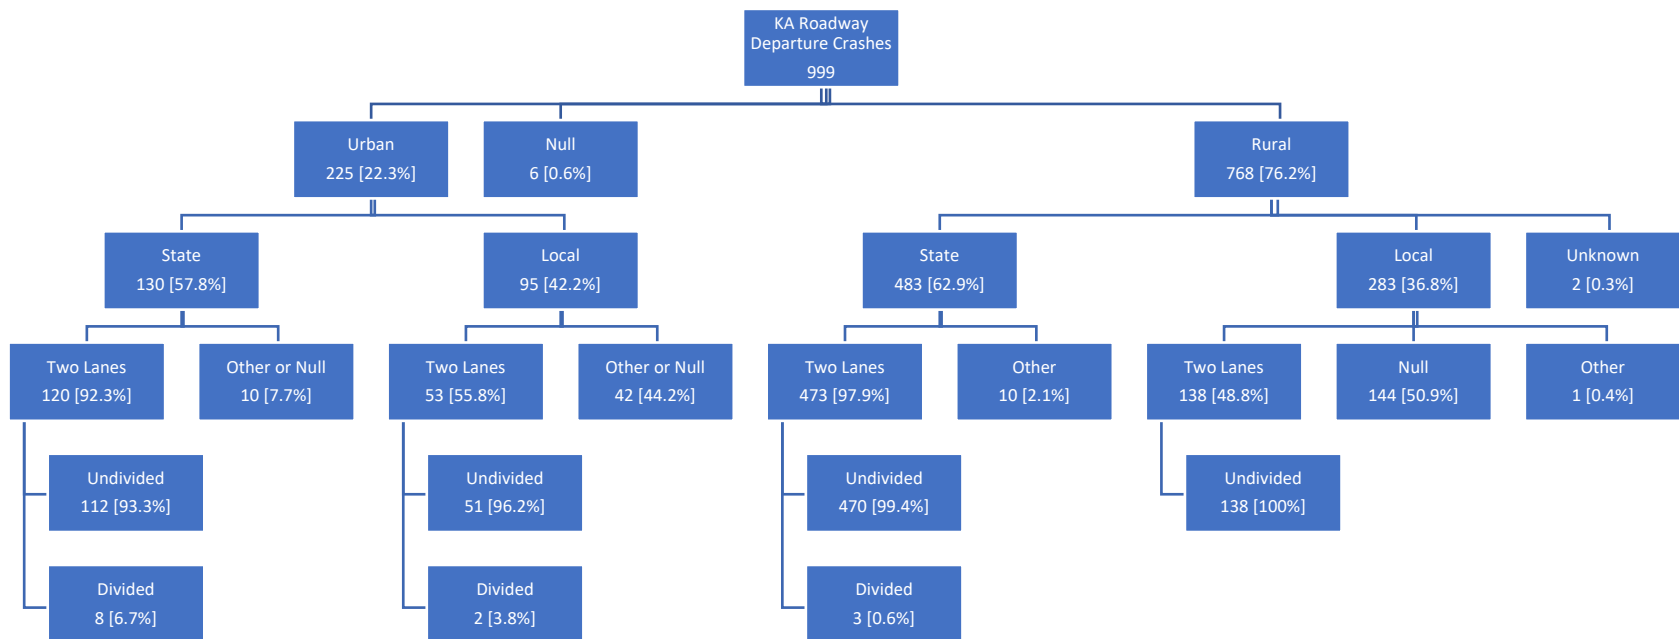 KA Roadway
Departure Crashes
999
Urban
225 [22.3%]
Null
6 [0.6%]
Rural
768 [76.2%]
State
130 [57.8%]
Local
95 [42.2%]
State
483 [62.9%]
Local
283 [36.8%]
Unknown
2 [0.3%]
Two Lanes
120 [92.3%]
Other or Null
10 [7.7%]
Two Lanes
53 [55.8%]
Other or Null
42 [44.2%]
Two Lanes
473 [97.9%]
Other
10 [2.1%]
Two Lanes
138 [48.8%]
Null
144 [50.9%]
Other
1 [0.4%]
Undivided
112 [93.3%]
Undivided
51 [96.2%]
Undivided
470 [99.4%]
Undivided
138 [100%]
Divided
8 [6.7%]
Divided
2 [3.8%]
Divided
3 [0.6%]